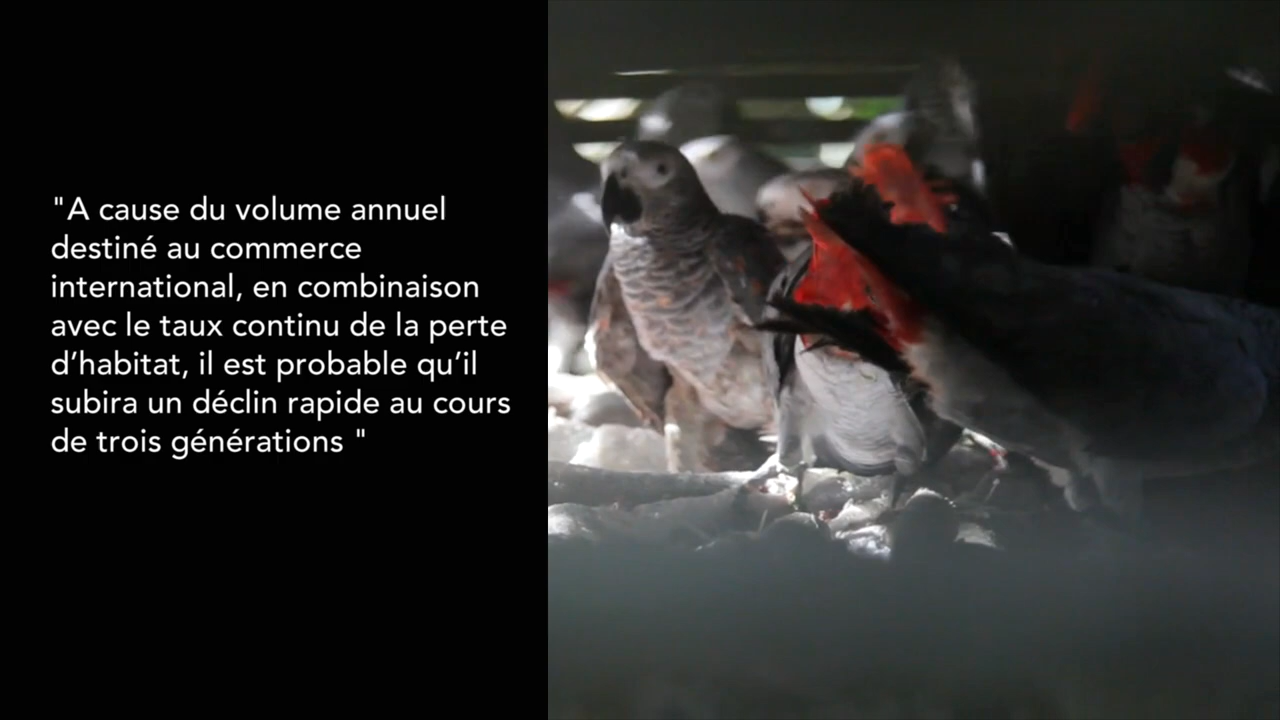 "A cause du volume annuel
destiné au commerce
international, en combinaison
avec le taux continu de la perte
d’habitat, il est probable qu’il
subira un déclin rapide au cours
de trois générations "